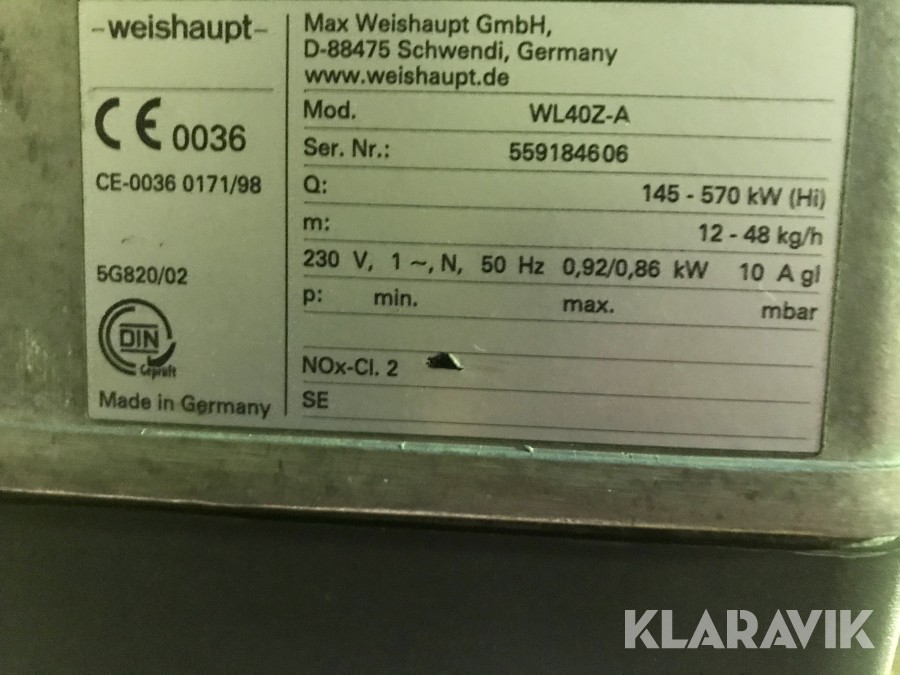 -weishaupt-
CE 0036
CE-0036 0171/98
5G820/02
DIN
Geprüft
Made in Germany
Max Weishaupt GmbH,
D-88475 Schwendi, Germany
www.weishaupt.de
Mod. WL40Z-A
Ser. Nr.: 559184606
Q: 145 - 570 kW (Hi)
m: 12 - 48 kg/h
230 V, 1 ~, N, 50 Hz 0,92/0,86 kW 10 A gl
p: min. max. mbar
NOx-Cl. 2
SE
KLARAVIK